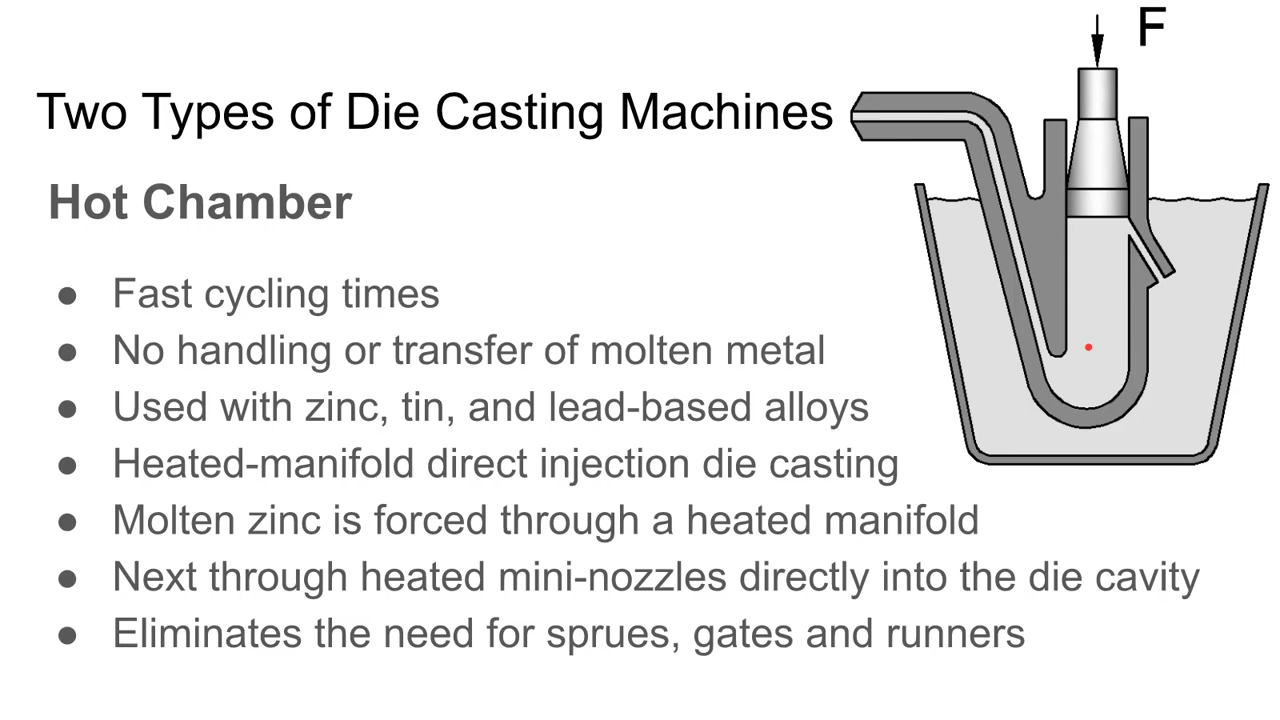 F
Two Types of Die Casting Machines
Hot Chamber
● Fast cycling times
● No handling or transfer of molten metal
● Used with zinc, tin, and lead-based alloys
● Heated-manifold direct injection die casting
● Molten zinc is forced through a heated manifold
● Next through heated mini-nozzles directly into the die cavity
● Eliminates the need for sprues, gates and runners